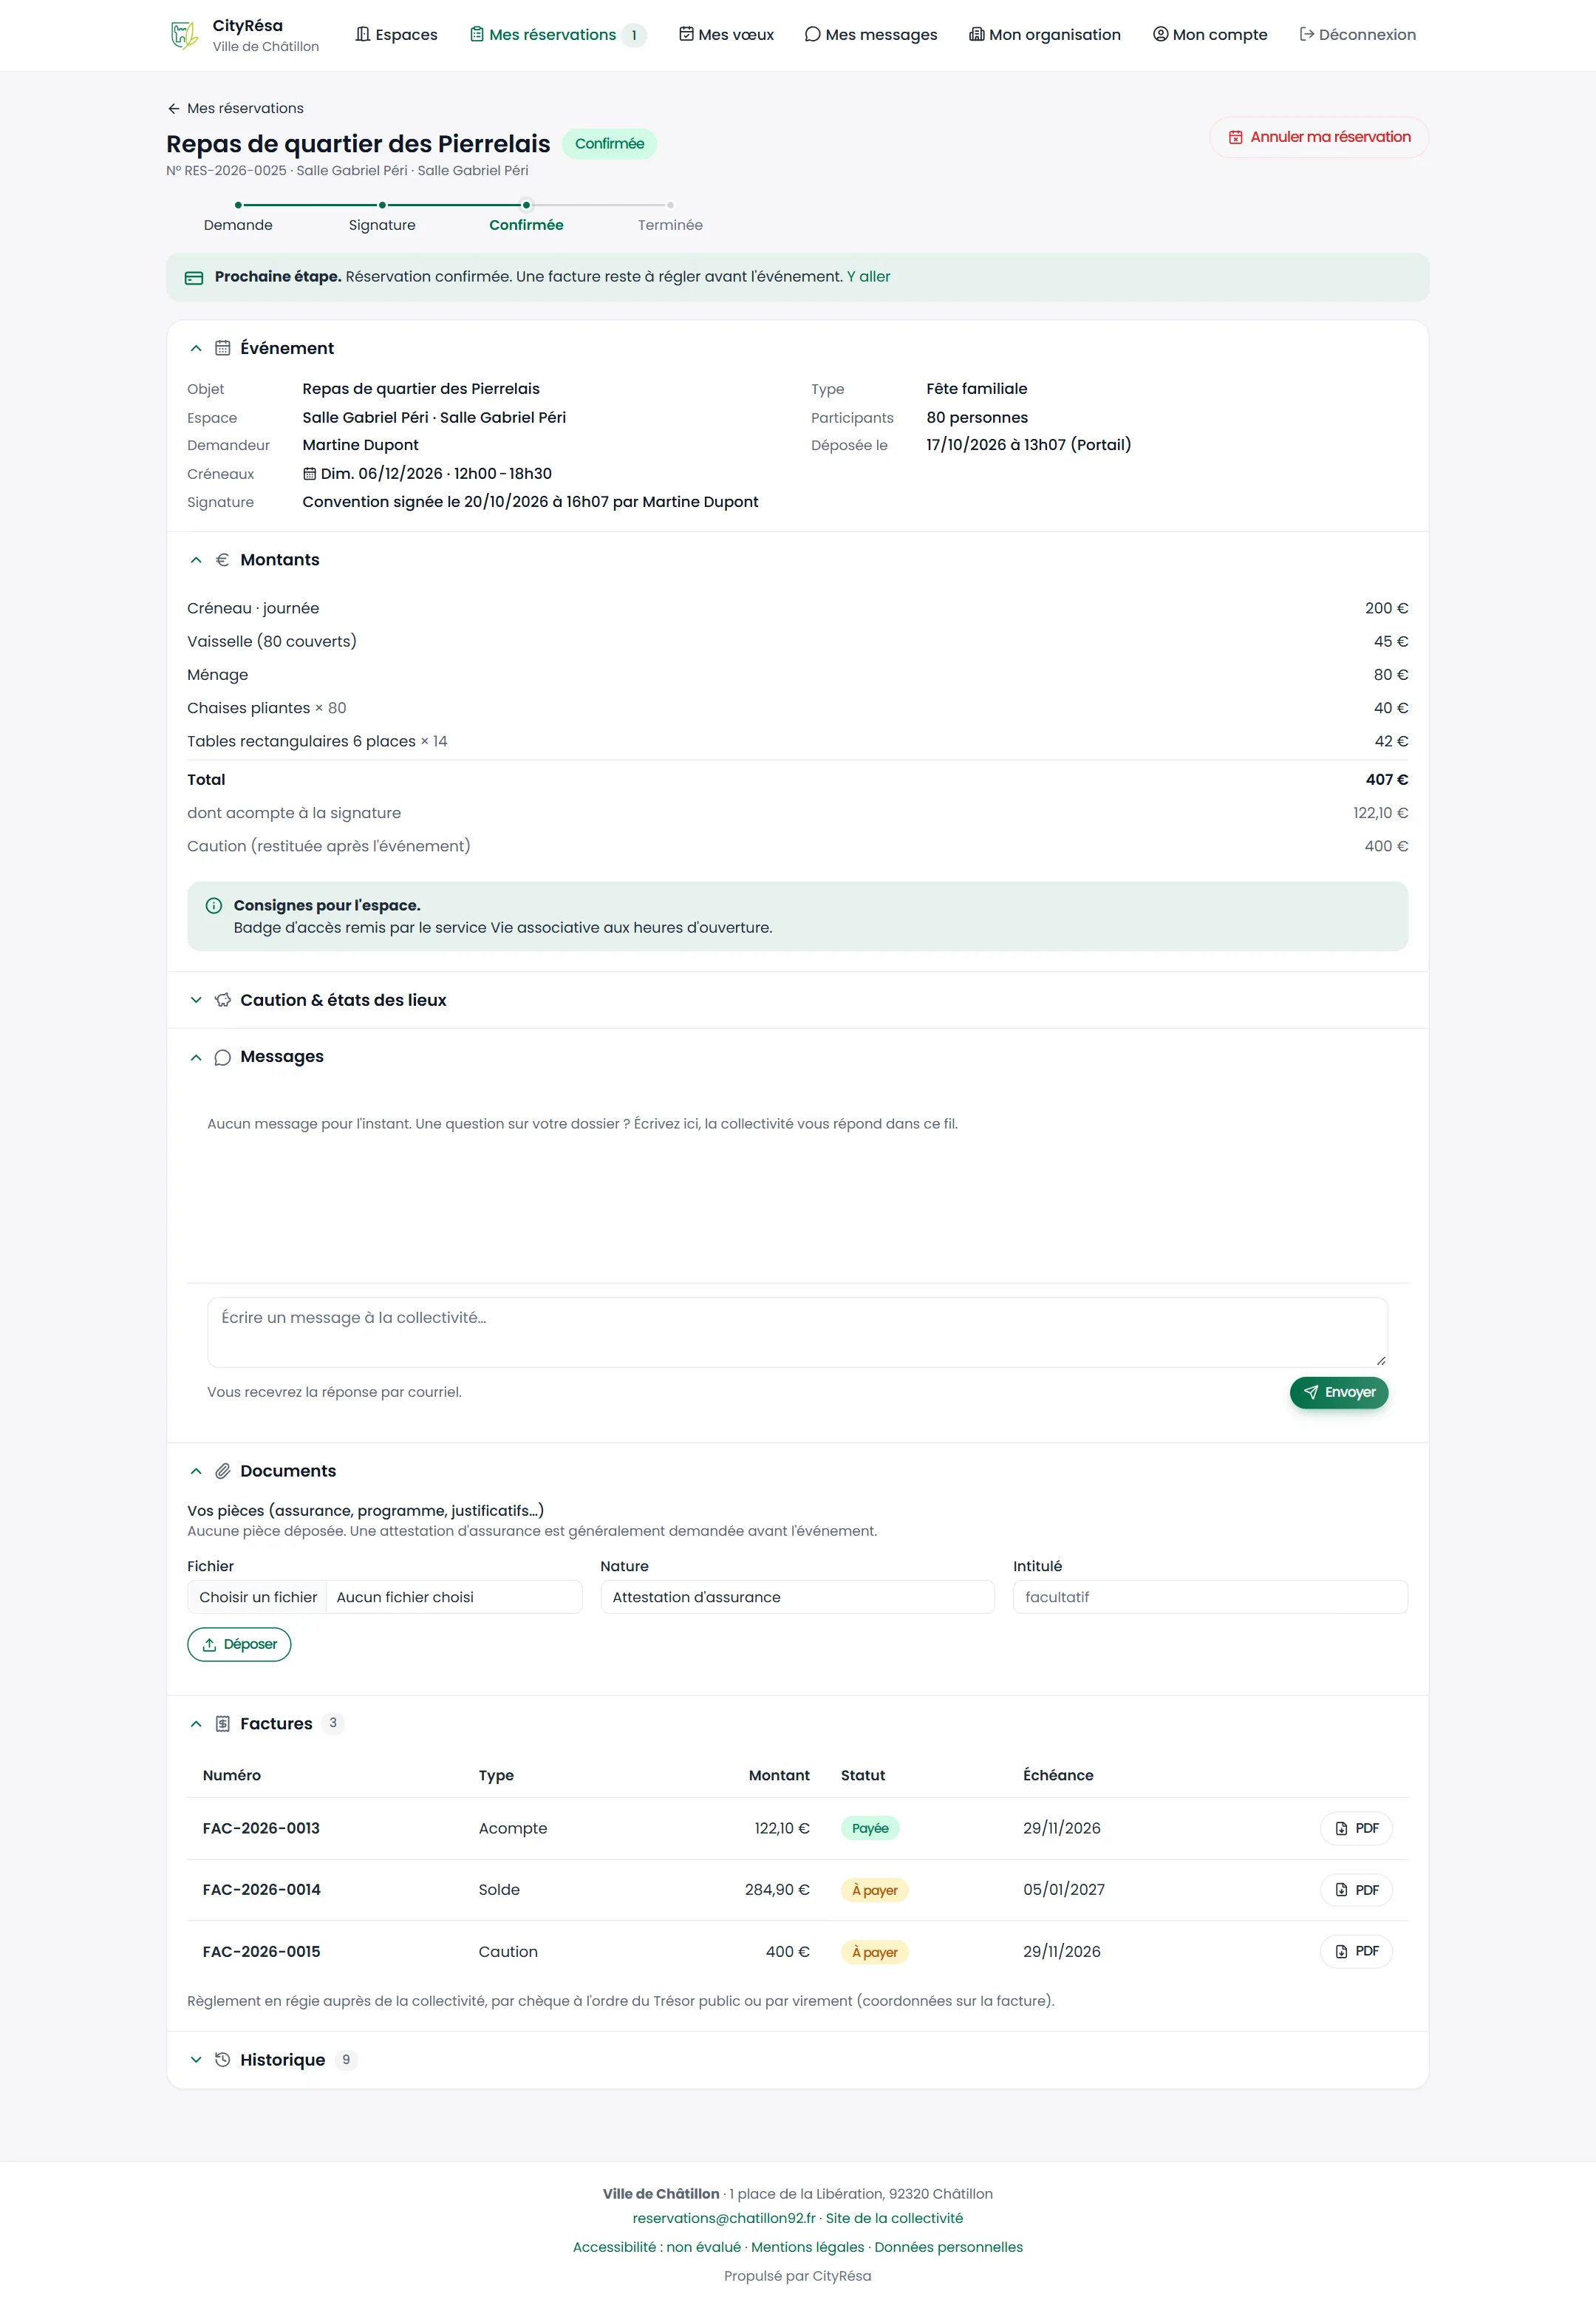 CityRésa
Ville de Châtillon
Espaces
Mes réservations 1
Mes vœux
Mes messages
Mon organisation
Mon compte
Déconnexion
Mes réservations
Repas de quartier des Pierrelais Confirmée
Annuler ma réservation
N° RES-2026-0025 · Salle Gabriel Péri · Salle Gabriel Péri
Demande Signature Confirmée Terminée
Prochaine étape. Réservation confirmée. Une facture reste à régler avant l'événement. Y aller
Événement
Objet Repas de quartier des Pierrelais
Type Fête familiale
Espace Salle Gabriel Péri · Salle Gabriel Péri
Participants 80 personnes
Demandeur Martine Dupont
Déposée le 17/10/2026 à 13h07 (Portail)
Créneaux Dim. 06/12/2026 · 12h00 – 18h30
Signature Convention signée le 20/10/2026 à 16h07 par Martine Dupont
Montants
Créneau · journée 200 €
Vaisselle (80 couverts) 45 €
Ménage 80 €
Chaises pliantes × 80 40 €
Tables rectangulaires 6 places × 14 42 €
Total 407 €
dont acompte à la signature 122,10 €
Caution (restituée après l'événement) 400 €
Consignes pour l'espace.
Badge d'accès remis par le service Vie associative aux heures d'ouverture.
Caution & états des lieux
Messages
Aucun message pour l'instant. Une question sur votre dossier ? Écrivez ici, la collectivité vous répond dans ce fil.
Écrire un message à la collectivité...
Vous recevrez la réponse par courriel.
Envoyer
Documents
Vos pièces (assurance, programme, justificatifs…)
Aucune pièce déposée. Une attestation d'assurance est généralement demandée avant l'événement.
Fichier Nature Intitulé
Choisir un fichier Aucun fichier choisi Attestation d'assurance facultatif
Déposer
Factures 3
Numéro Type Montant Statut Échéance
FAC-2026-0013 Acompte 122,10 € Payée 29/11/2026 PDF
FAC-2026-0014 Solde 284,90 € À payer 05/01/2027 PDF
FAC-2026-0015 Caution 400 € À payer 29/11/2026 PDF
Règlement en régie auprès de la collectivité, par chèque à l'ordre du Trésor public ou par virement (coordonnées sur la facture).
Historique 9
Ville de Châtillon · 1 place de la Libération, 92320 Châtillon
reservations@chatillon92.fr · Site de la collectivité
Accessibilité : non évalué · Mentions légales · Données personnelles
Propulsé par CityRésa